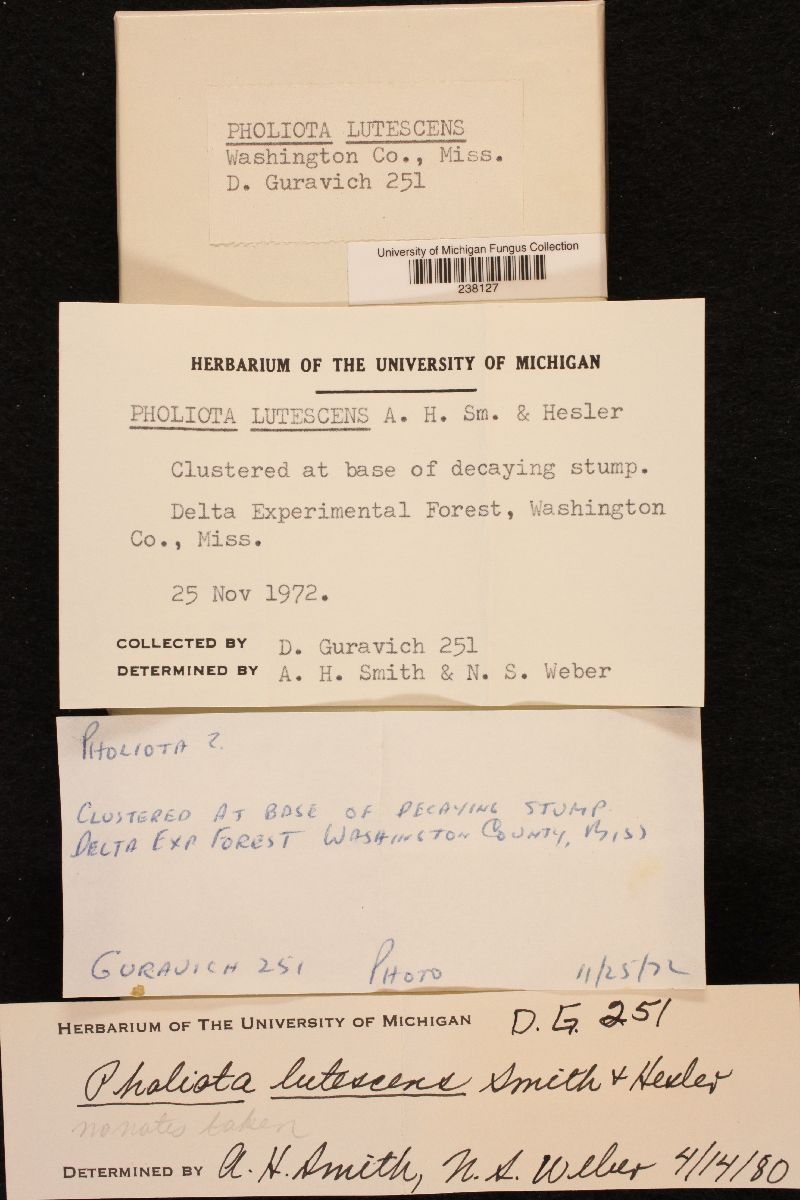 PHOLIOTA LUTESCENS
Washington Co., Miss.
D. Guravich 251
University of Michigan Fungus Collection
238127
HERBARIUM OF THE UNIVERSITY OF MICHIGAN
PHOLIOTA LUTESCENS A. H. Sm. & Hesler
Clustered at base of decaying stump.
Delta Experimental Forest, Washington
Co., Miss.
25 Nov 1972.
COLLECTED BY D. Guravich 251
DETERMINED BY A. H. Smith & N. S. Weber
PHOLIOTA ?
CLUSTERED AT BASE OF DECAYING STUMP.
DELTA EXP FOREST WASHINGTON COUNTY, MISS
GURAVICH 251 PHOTO 11/25/72
HERBARIUM OF THE UNIVERSITY OF MICHIGAN D. G. 251
Pholiota lutescens Smith & Hesler
no notes taken
DETERMINED BY A. H. Smith, N. S. Weber 4/14/80